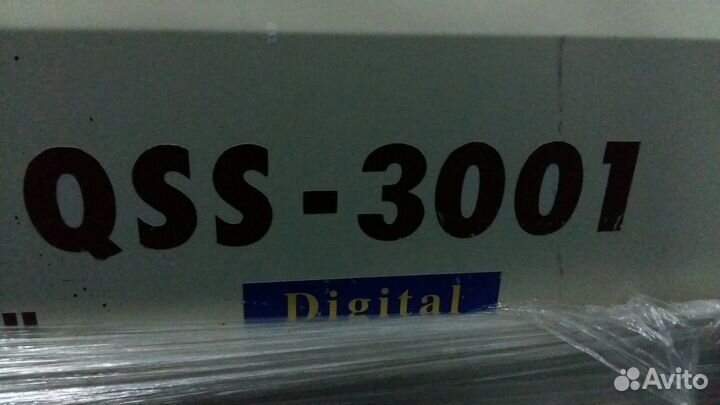 QSS-3001
Digital
"
Avito